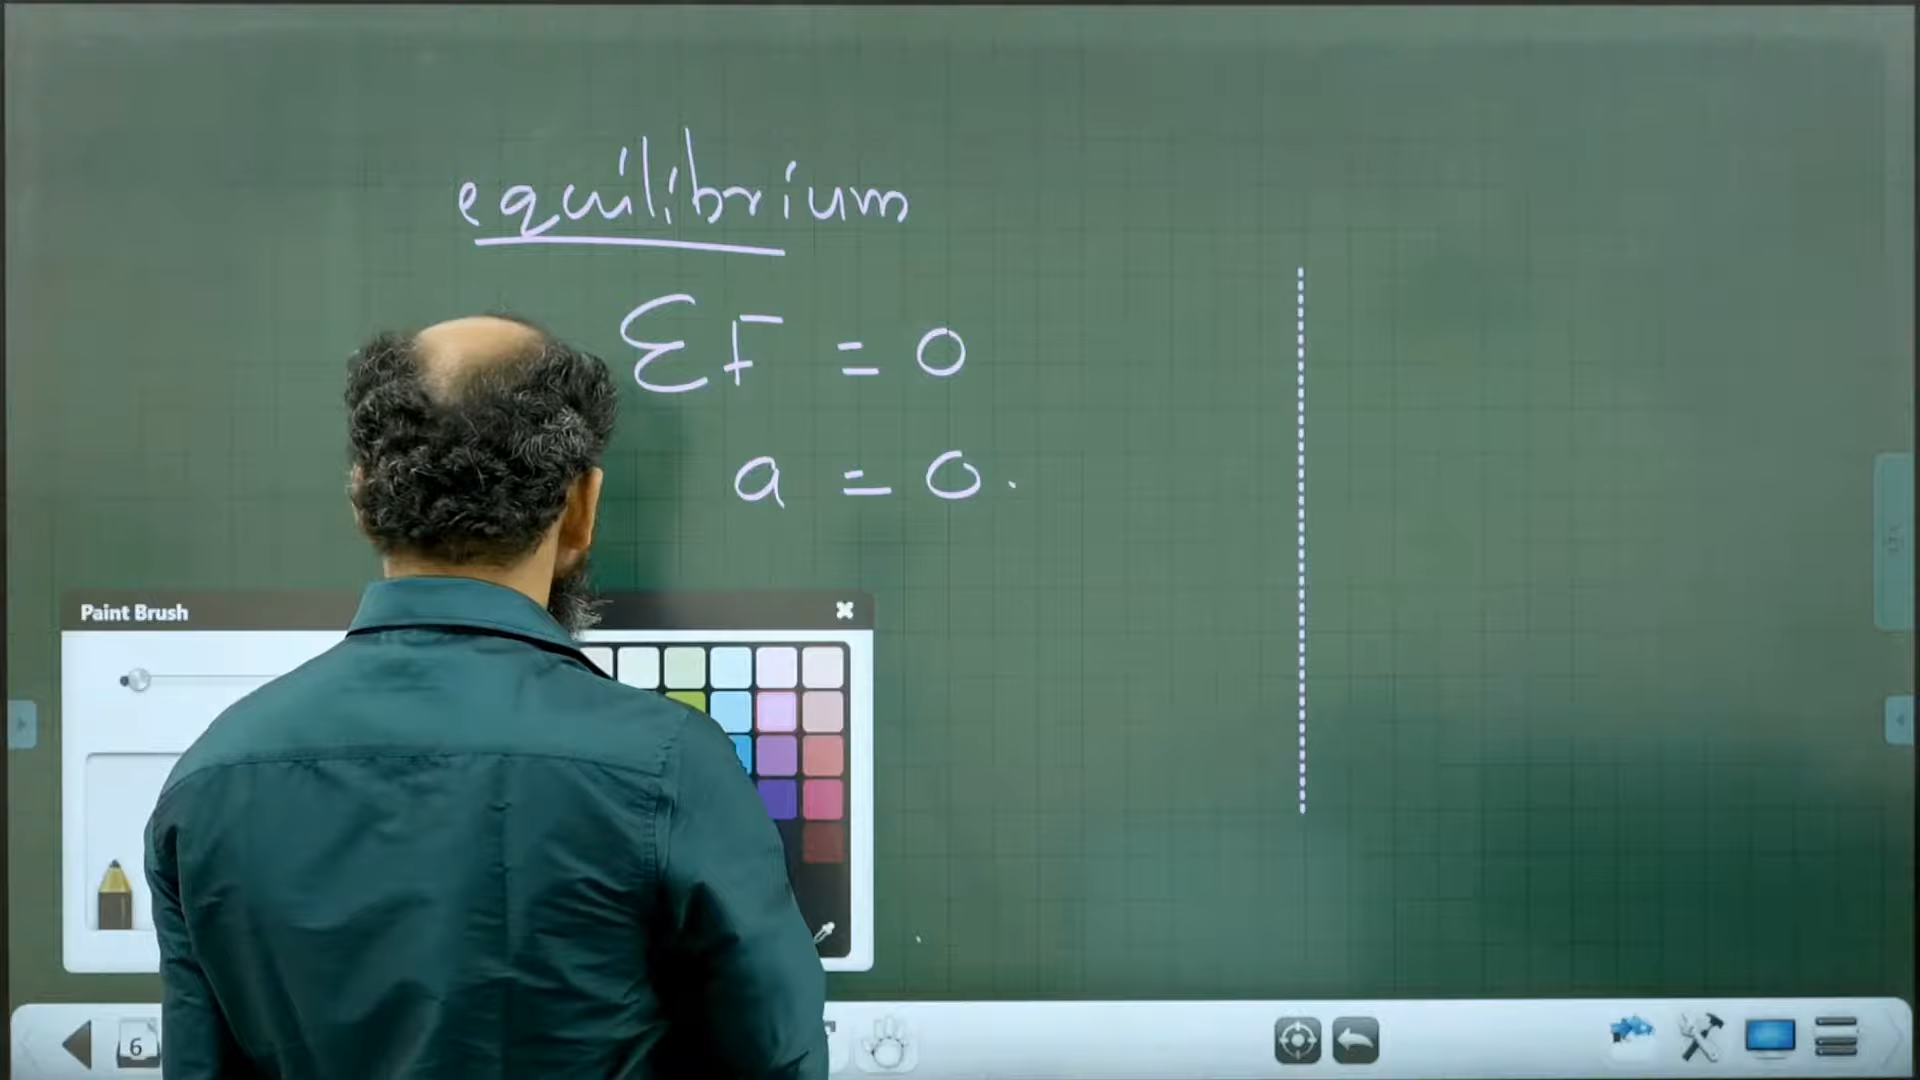 equilibrium
ΣF = 0
a = 0.
Paint Brush
6